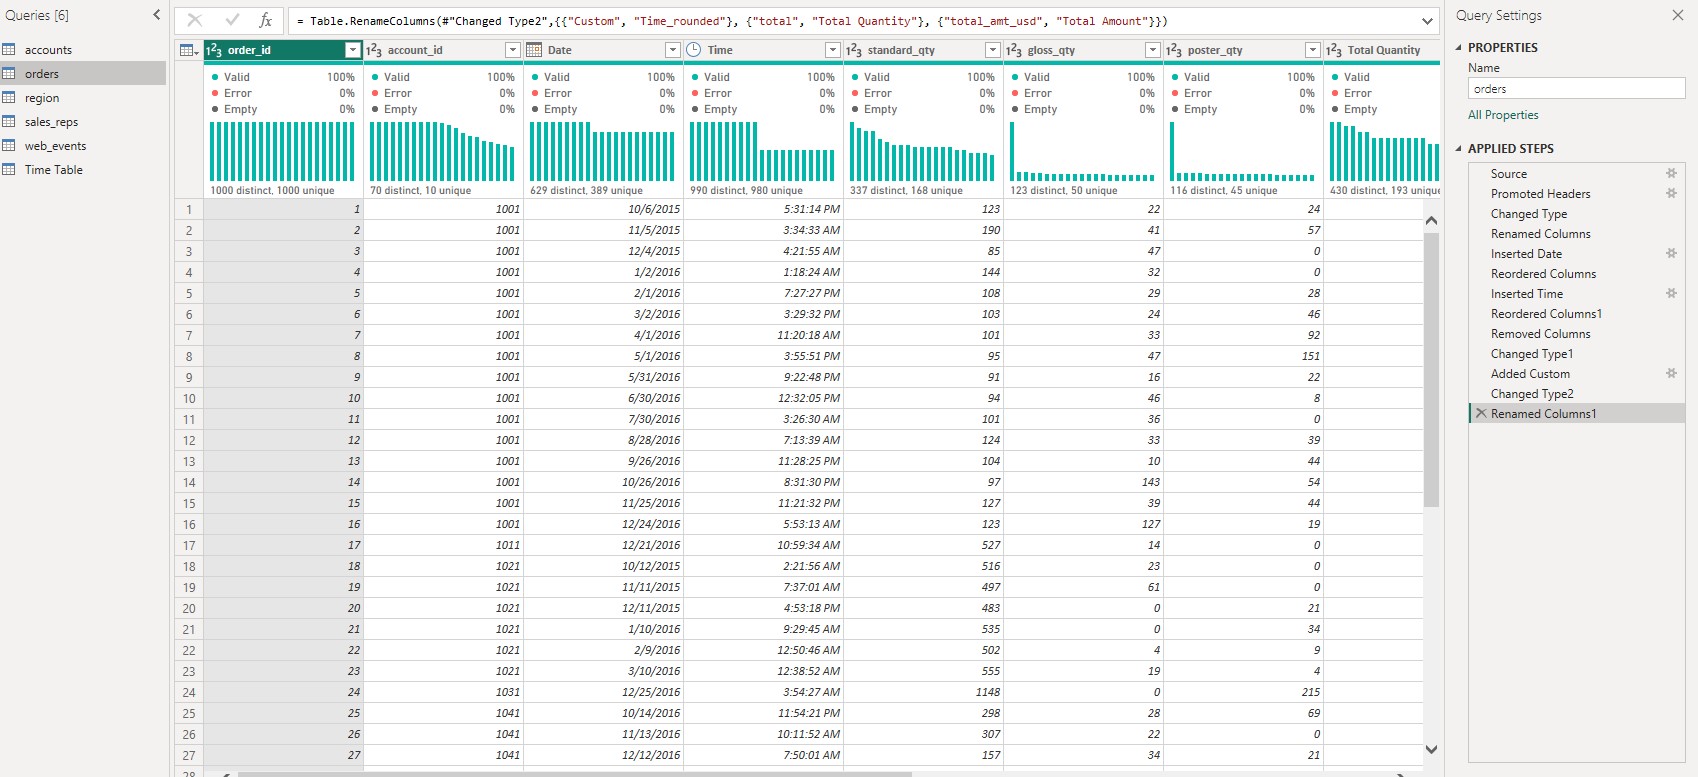 Queries [6]
accounts
orders
region
sales_reps
web_events
Time Table
fx = Table.RenameColumns(#"Changed Type2",{{"Custom", "Time_rounded"}, {"total", "Total Quantity"}, {"total_amt_usd", "Total Amount"}})
1²3 order_id 1²3 account_id Date Time 1²3 standard_qty 1²3 gloss_qty 1²3 poster_qty 1²3 Total Quantity
Valid 100% Valid 100% Valid 100% Valid 100% Valid 100% Valid 100% Valid 100% Valid
Error 0% Error 0% Error 0% Error 0% Error 0% Error 0% Error 0% Error
Empty 0% Empty 0% Empty 0% Empty 0% Empty 0% Empty 0% Empty 0% Empty
1000 distinct, 1000 unique 70 distinct, 10 unique 629 distinct, 389 unique 990 distinct, 980 unique 337 distinct, 168 unique 123 distinct, 50 unique 116 distinct, 45 unique 430 distinct, 193 unique
1 1 1001 10/6/2015 5:31:14 PM 123 22 24
2 2 1001 11/5/2015 3:34:33 AM 190 41 57
3 3 1001 12/4/2015 4:21:55 AM 85 47 0
4 4 1001 1/2/2016 1:18:24 AM 144 32 0
5 5 1001 2/1/2016 7:27:27 PM 108 29 28
6 6 1001 3/2/2016 3:29:32 PM 103 24 46
7 7 1001 4/1/2016 11:20:18 AM 101 33 92
8 8 1001 5/1/2016 3:55:51 PM 95 47 151
9 9 1001 5/31/2016 9:22:48 PM 91 16 22
10 10 1001 6/30/2016 12:32:05 PM 94 46 8
11 11 1001 7/30/2016 3:26:30 AM 101 36 0
12 12 1001 8/28/2016 7:13:39 AM 124 33 39
13 13 1001 9/26/2016 11:28:25 PM 104 10 44
14 14 1001 10/26/2016 8:31:30 PM 97 143 54
15 15 1001 11/25/2016 11:21:32 PM 127 39 44
16 16 1001 12/24/2016 5:53:13 AM 123 127 19
17 17 1011 12/21/2016 10:59:34 AM 527 14 0
18 18 1021 10/12/2015 2:21:56 AM 516 23 0
19 19 1021 11/11/2015 7:37:01 AM 497 61 0
20 20 1021 12/11/2015 4:53:18 PM 483 0 21
21 21 1021 1/10/2016 9:29:45 AM 535 0 34
22 22 1021 2/9/2016 12:50:46 AM 502 4 9
23 23 1021 3/10/2016 12:38:52 AM 555 19 4
24 24 1031 12/25/2016 3:54:27 AM 1148 0 215
25 25 1041 10/14/2016 11:54:21 PM 298 28 69
26 26 1041 11/13/2016 10:11:52 AM 307 22 0
27 27 1041 12/12/2016 7:50:01 AM 157 34 21
28
Query Settings
PROPERTIES
Name
orders
All Properties
APPLIED STEPS
Source
Promoted Headers
Changed Type
Renamed Columns
Inserted Date
Reordered Columns
Inserted Time
Reordered Columns1
Removed Columns
Changed Type1
Added Custom
Changed Type2
Renamed Columns1